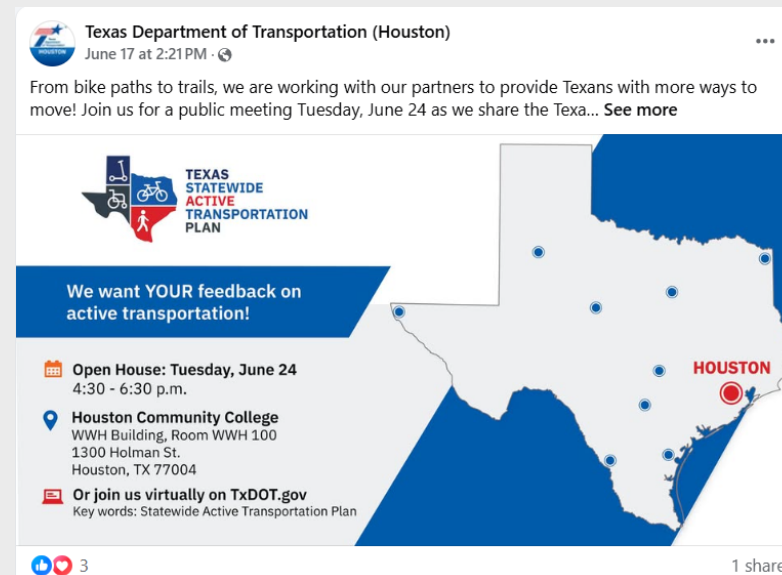 Texas Department of Transportation (Houston)
June 17 at 2:21 PM ·
From bike paths to trails, we are working with our partners to provide Texans with more ways to
move! Join us for a public meeting Tuesday, June 24 as we share the Texa... See more
TEXAS
STATEWIDE
ACTIVE
TRANSPORTATION
PLAN
We want YOUR feedback on
active transportation!
Open House: Tuesday, June 24
4:30 - 6:30 p.m.
Houston Community College
WWH Building, Room WWH 100
1300 Holman St.
Houston, TX 77004
Or join us virtually on TxDOT.gov
Key words: Statewide Active Transportation Plan
HOUSTON
3
1 share